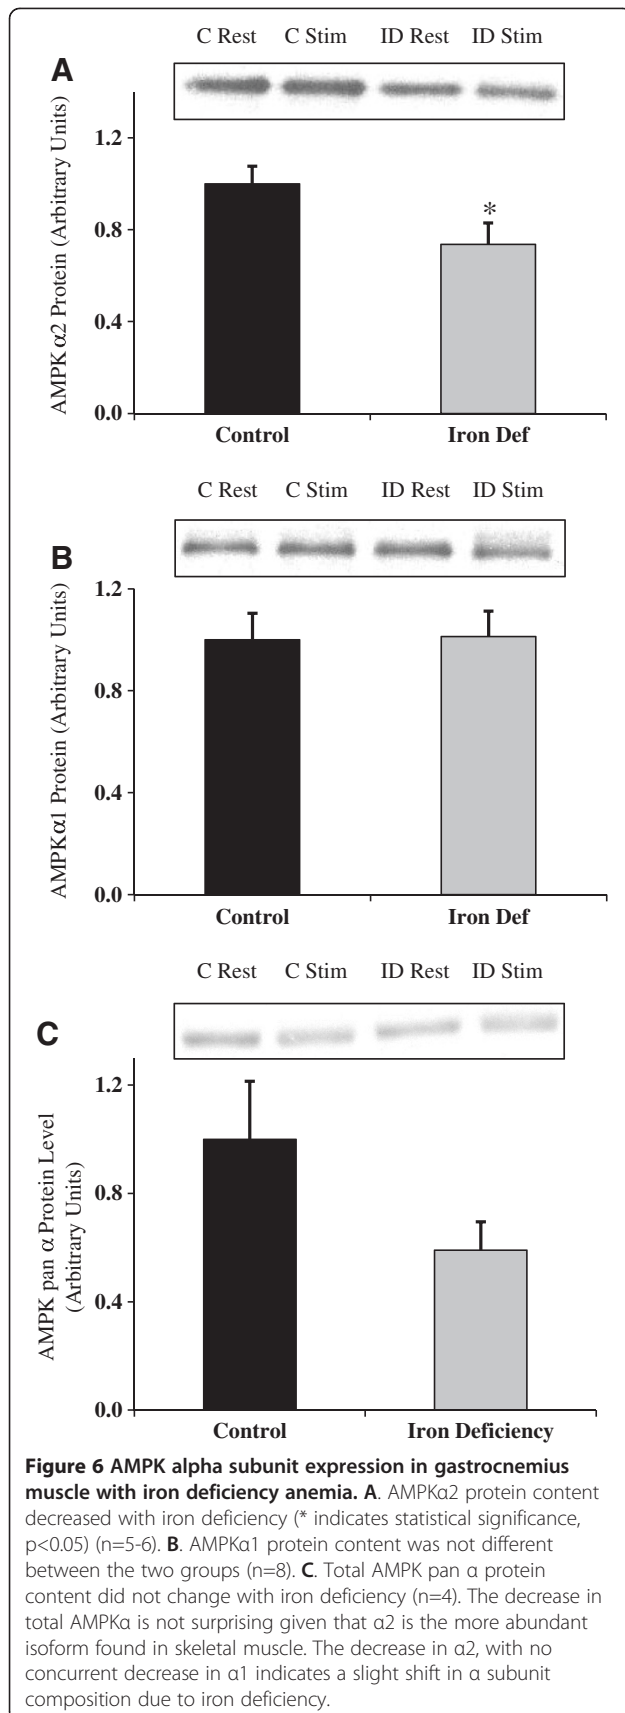 C Rest C Stim ID Rest ID Stim
A
AMPK α2 Protein (Arbitrary Units)
1.2
0.8
0.4
0.0
*
Control Iron Def
C Rest C Stim ID Rest ID Stim
B
AMPKα1 Protein (Arbitrary Units)
1.2
0.8
0.4
0.0
Control Iron Def
C Rest C Stim ID Rest ID Stim
C
AMPK pan α Protein Level
(Arbitrary Units)
1.2
0.8
0.4
0.0
Control Iron Deficiency
Figure 6 AMPK alpha subunit expression in gastrocnemius
muscle with iron deficiency anemia. A. AMPKα2 protein content
decreased with iron deficiency (* indicates statistical significance,
p<0.05) (n=5-6). B. AMPKα1 protein content was not different
between the two groups (n=8). C. Total AMPK pan α protein
content did not change with iron deficiency (n=4). The decrease in
total AMPKα is not surprising given that α2 is the more abundant
isoform found in skeletal muscle. The decrease in α2, with no
concurrent decrease in α1 indicates a slight shift in α subunit
composition due to iron deficiency.